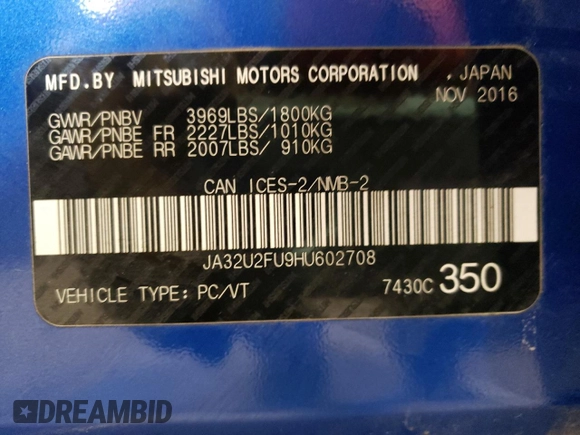 MFD.BY MITSUBISHI MOTORS CORPORATION , JAPAN
NOV 2016
GVWR/PNBV 3969LBS/1800KG
GAWR/PNBE FR 2227LBS/1010KG
GAWR/PNBE RR 2007LBS/ 910KG
CAN ICES-2/NMB-2
JA32U2FU9HU602708
VEHICLE TYPE: PC/VT 7430C 350
DREAMBID